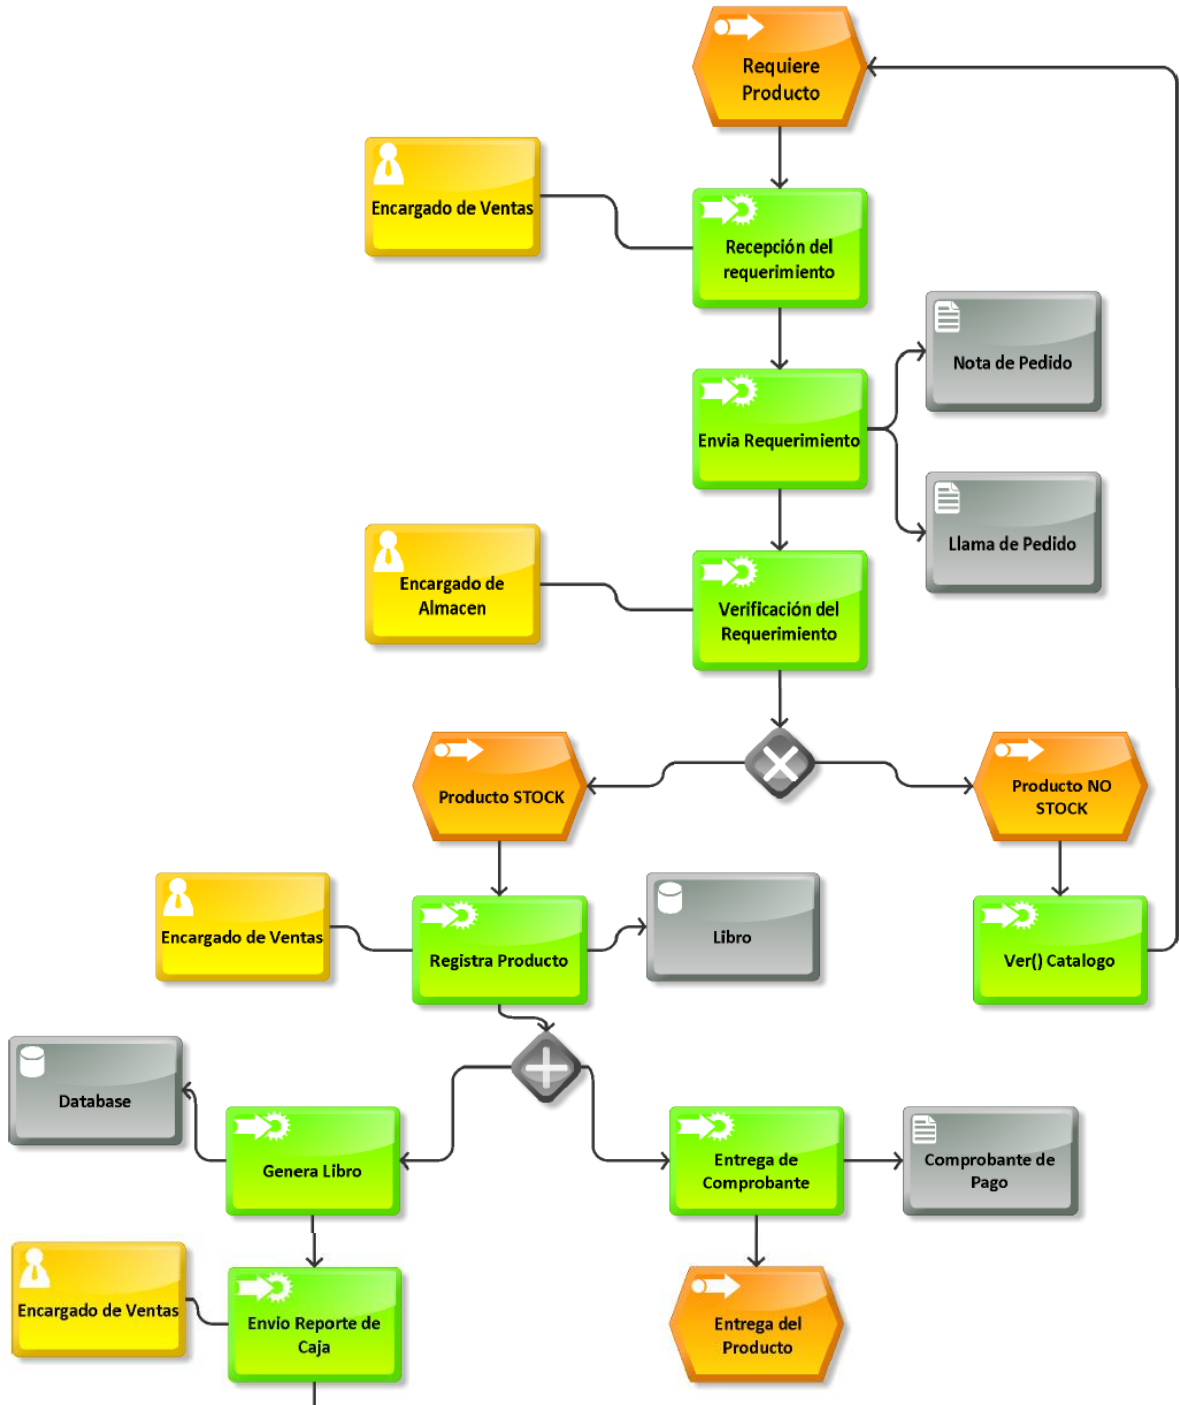 Requiere
Producto
Encargado de Ventas
Recepción del
requerimiento
Nota de Pedido
Envia Requerimiento
Llama de Pedido
Encargado de
Almacen
Verificación del
Requerimiento
Producto STOCK
Producto NO
STOCK
Encargado de Ventas
Registra Producto
Libro
Ver() Catalogo
Database
Genera Libro
Entrega de
Comprobante
Comprobante de
Pago
Encargado de Ventas
Envio Reporte de
Caja
Entrega del
Producto